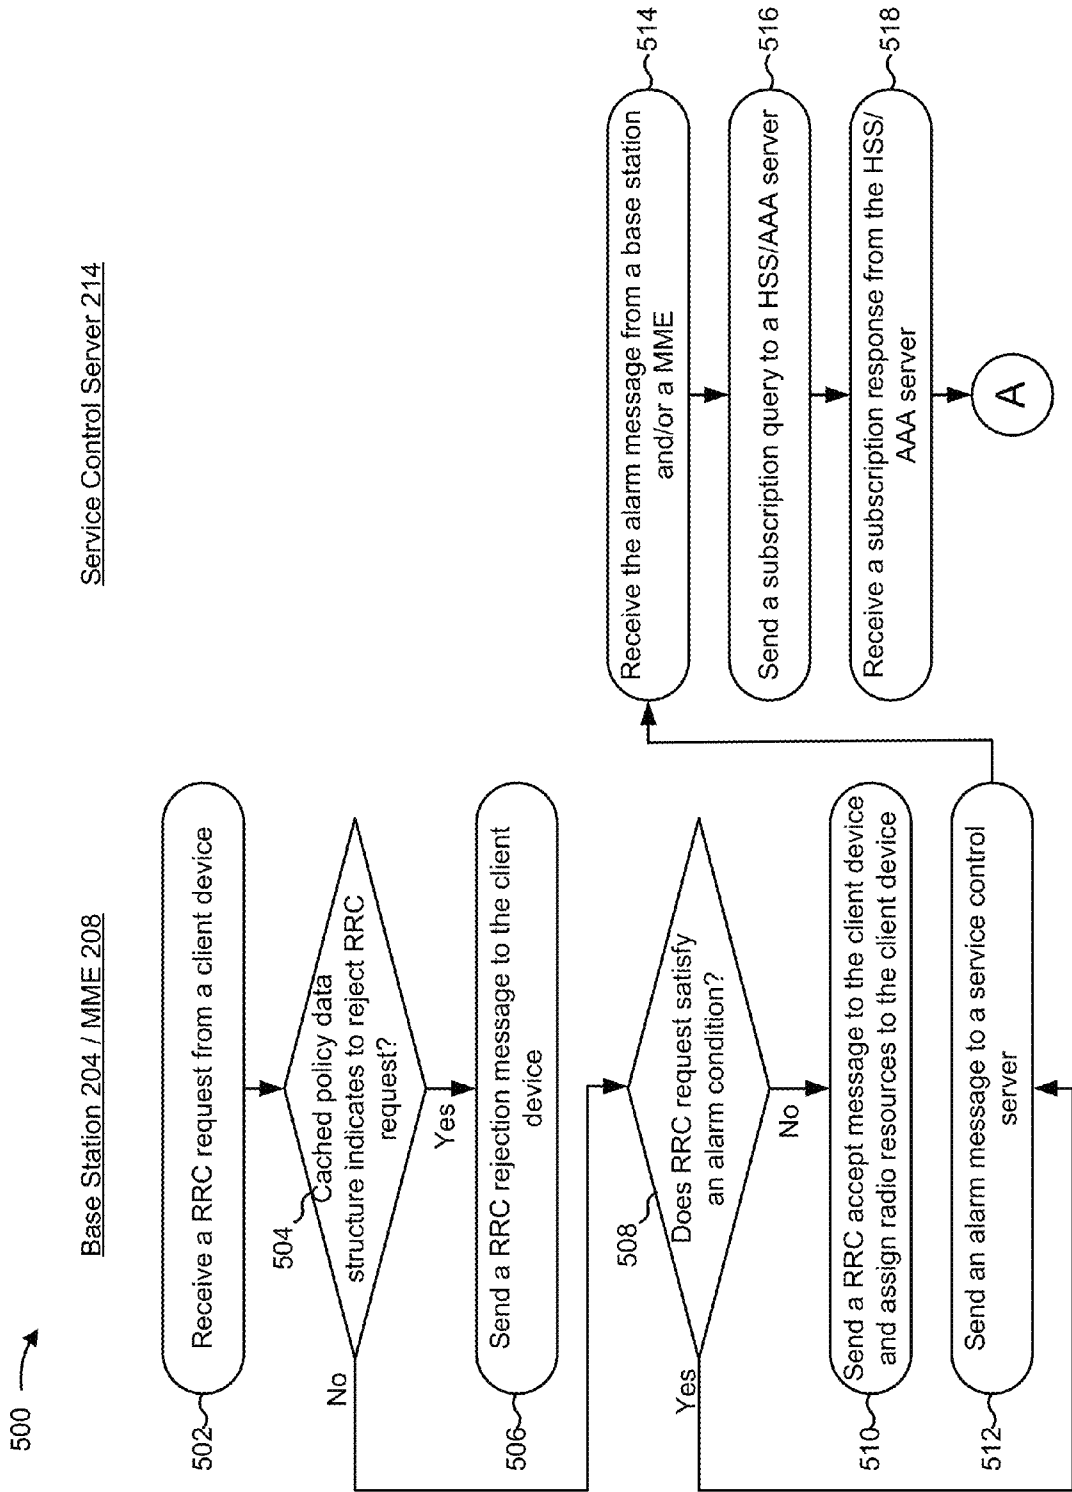 500
Base Station 204 / MME 208
Service Control Server 214
502
Receive a RRC request from a client device
504
Cached policy data
structure indicates to reject RRC
request?
No
Yes
506
Send a RRC rejection message to the client
device
508
Does RRC request satisfy
an alarm condition?
Yes
No
510
Send a RRC accept message to the client device
and assign radio resources to the client device
512
Send an alarm message to a service control
server
Receive the alarm message from a base station
and/or a MME
514
Send a subscription query to a HSS/AAA server
516
Receive a subscription response from the HSS/
AAA server
518
A